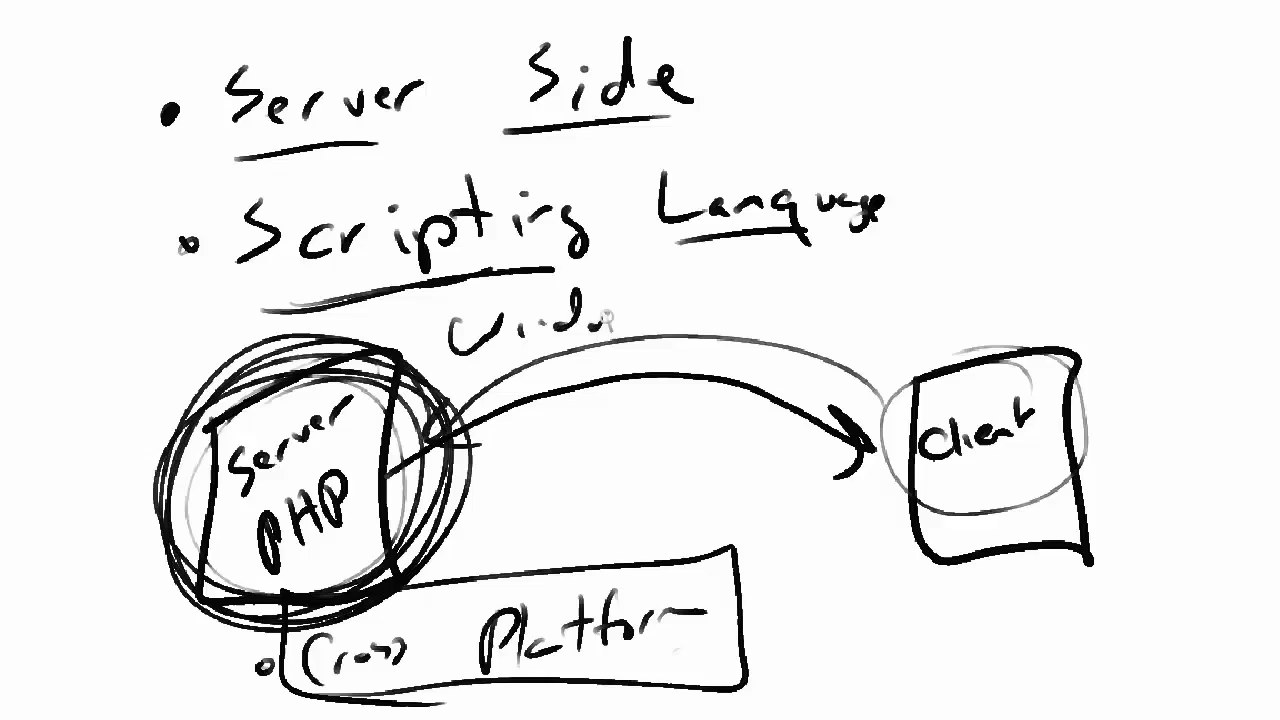 Server Side
Scripting Language
Server
PHP
Client
Cross Platform